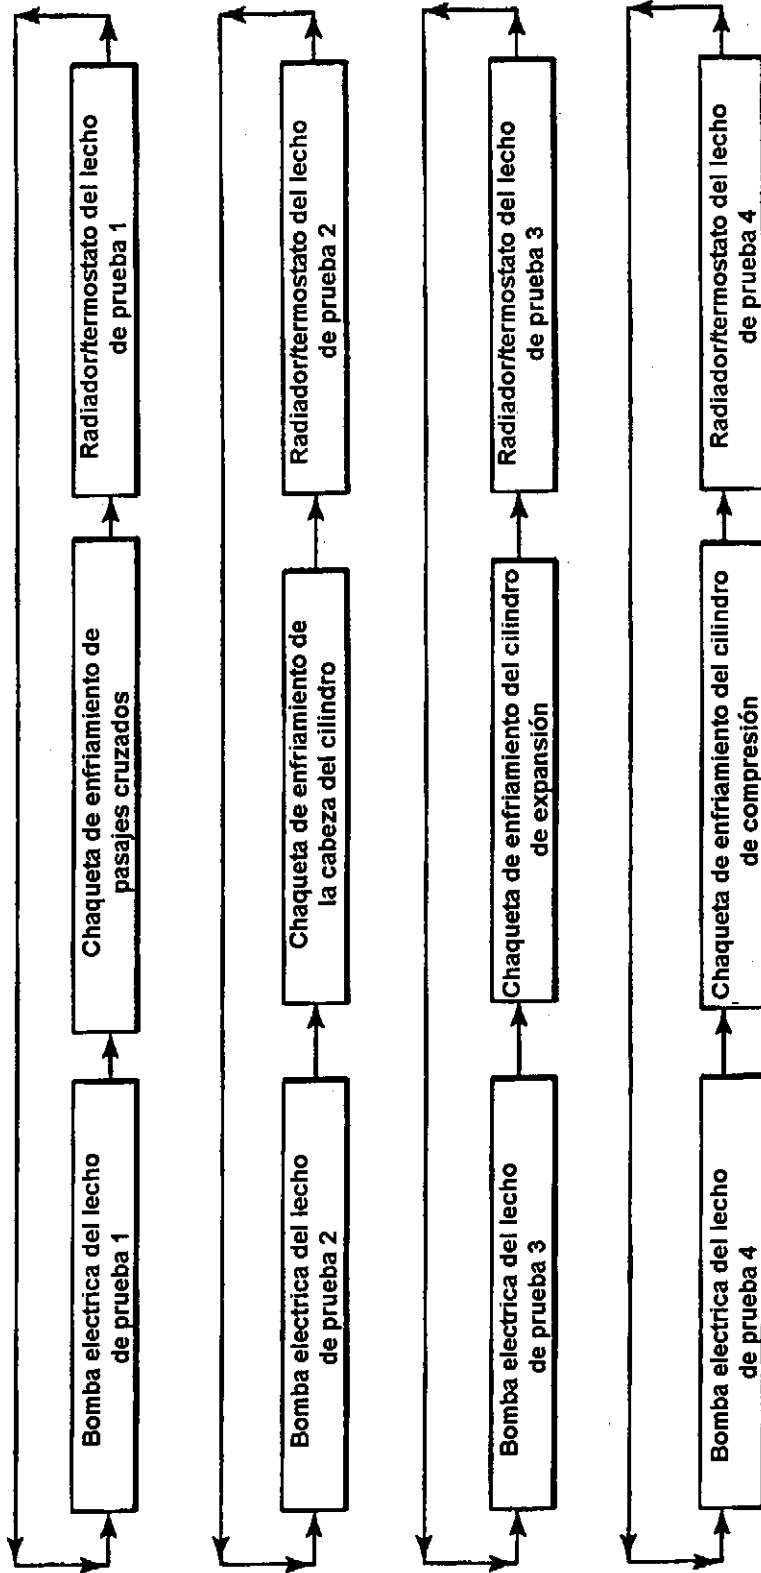 Bomba electrica del lecho
de prueba 1
Chaqueta de enfriamiento de
pasajes cruzados
Radiador/termostato del lecho
de prueba 1
Bomba electrica del lecho
de prueba 2
Chaqueta de enfriamiento de
la cabeza del cilindro
Radiador/termostato del lecho
de prueba 2
Bomba electrica del lecho
de prueba 3
Chaqueta de enfriamiento del cilindro
de expansión
Radiador/termostato del lecho
de prueba 3
Bomba electrica del lecho
de prueba 4
Chaqueta de enfriamiento del cilindro
de compresión
Radiador/termostato del lecho
de prueba 4